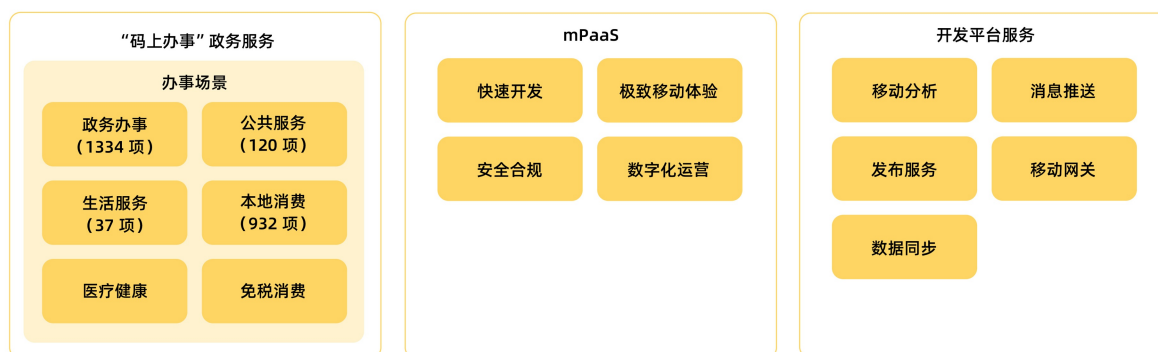 “码上办事”政务服务
办事场景
政务办事
（1334 项）
公共服务
（120 项）
生活服务
（37 项）
本地消费
（932 项）
医疗健康
免税消费
mPaaS
快速开发
极致移动体验
安全合规
数字化运营
开发平台服务
移动分析
消息推送
发布服务
移动网关
数据同步